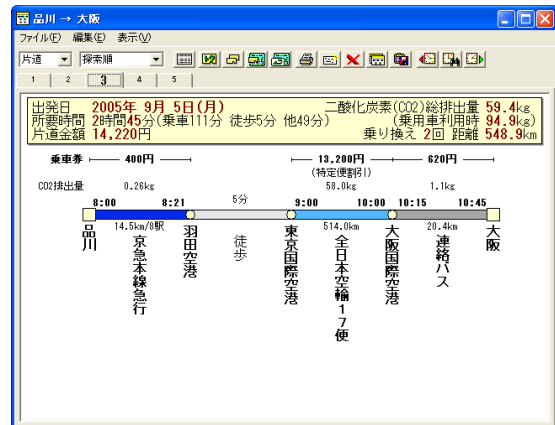 品川 → 大阪
ファイル(F) 編集(E) 表示(V)
片道 探索順
1 2 3 4 5
出発日 2005年 9月 5日(月) 二酸化炭素(CO2)総排出量 59.4kg
所要時間 2時間45分(乗車111分 徒歩5分 他49分) (乗用車利用時 94.9kg)
片道金額 14,220円 乗り換え 2回 距離 548.9km
乗車券 400円 13,200円 620円
(特定便割引)
CO2排出量 0.26kg 58.0kg 1.1kg
8:00 8:21 5分 9:00 10:00 10:15 10:45
14.5km/8駅 514.0km 20.4km
品川
京急本線急行
羽田空港
徒歩
東京国際空港
全日本空輸17便
大阪国際空港
連絡バス
大阪